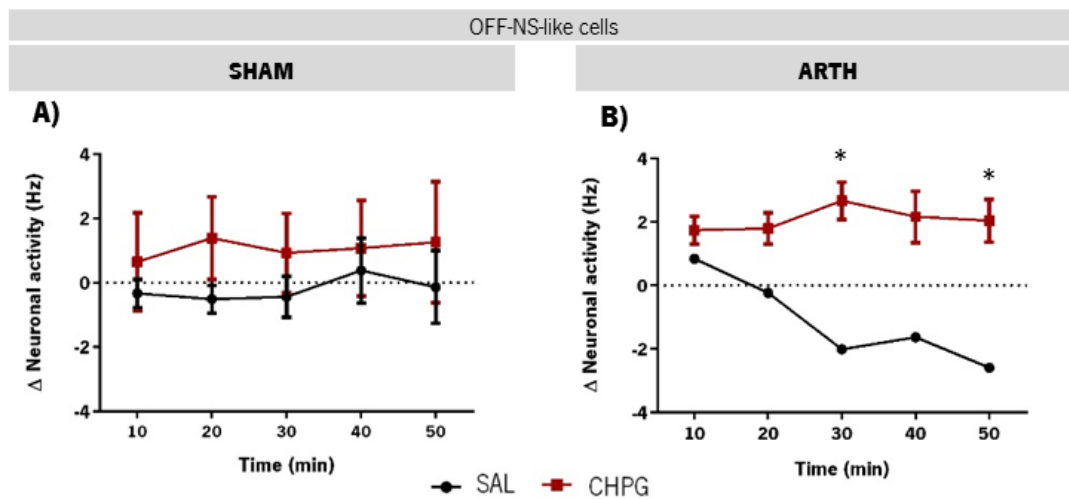 OFF-NS-like cells
SHAM
ARTH
A)
Δ Neuronal activity (Hz)
4
2
0
-2
-4
10 20 30 40 50
Time (min)
B)
Δ Neuronal activity (Hz)
4
2
0
-2
-4
* *
10 20 30 40 50
Time (min)
SAL CHPG